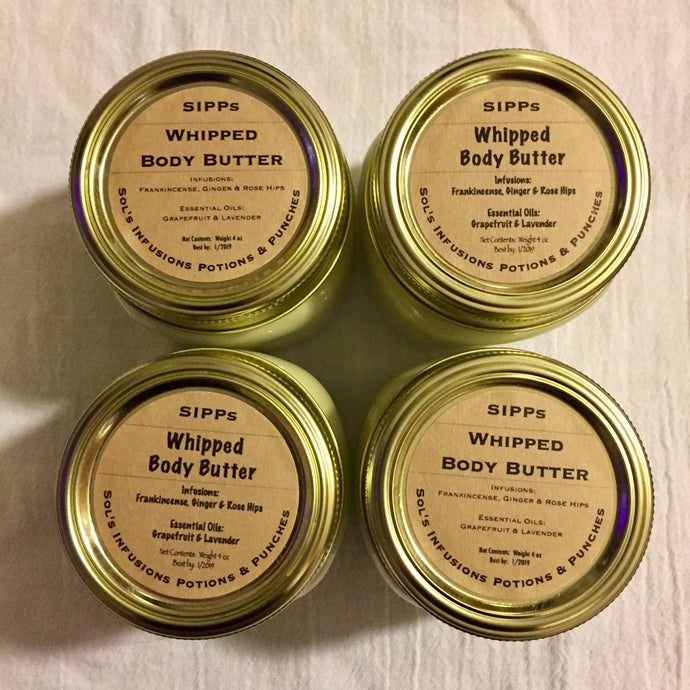 SIPPs
Whipped
Body Butter
Infusions:
Frankincense, Ginger & Rose Hips
Essential Oils:
Grapefruit & Lavender
Net Contents: Weight 4 oz
Best by: 1/2019
Sol's Infusions Potions & Punches
SIPPs
Whipped
Body Butter
Infusions:
Frankincense, Ginger & Rose Hips
Essential Oils:
Grapefruit & Lavender
Net Contents: Weight 4 oz
Best by: 1/2019
Sol's Infusions Potions & Punches
SIPPs
Whipped
Body Butter
Infusions:
Frankincense, Ginger & Rose Hips
Essential Oils:
Grapefruit & Lavender
Net Contents: Weight 4 oz
Best by: 1/2019
Sol's Infusions Potions & Punches
SIPPs
Whipped
Body Butter
Infusions:
Frankincense, Ginger & Rose Hips
Essential Oils:
Grapefruit & Lavender
Net Contents: Weight 4 oz
Best by: 1/2019
Sol's Infusions Potions & Punches